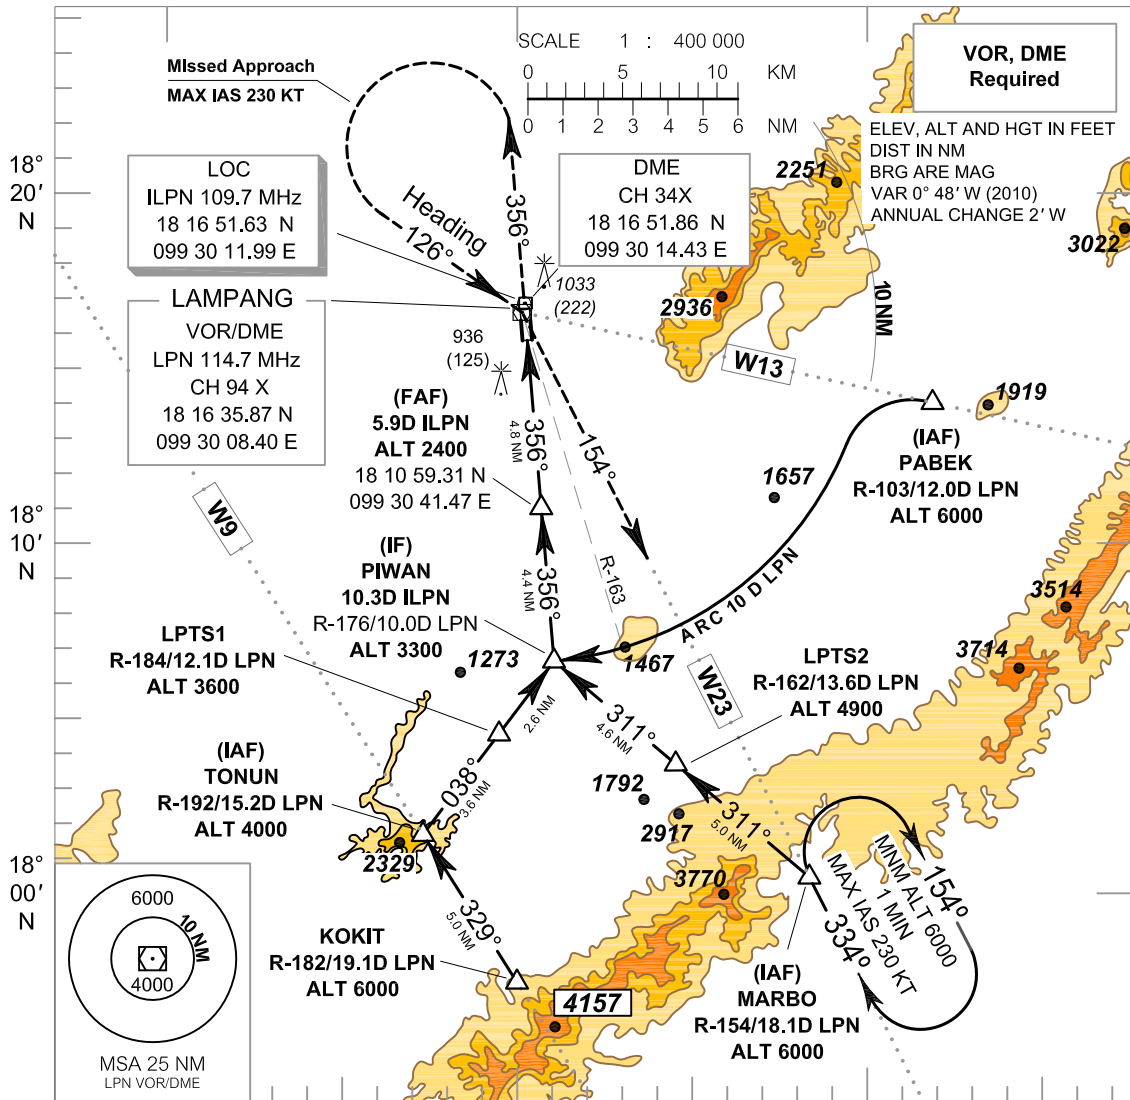 SCALE 1 : 400 000
0 5 10 KM
0 1 2 3 4 5 6 NM
VOR, DME
Required
ELEV, ALT AND HGT IN FEET
DIST IN NM
BRG ARE MAG
VAR 0° 48' W (2010)
ANNUAL CHANGE 2' W
MIssed Approach
MAX IAS 230 KT
LOC
ILPN 109.7 MHz
18 16 51.63 N
099 30 11.99 E
DME
CH 34X
18 16 51.86 N
099 30 14.43 E
LAMPANG
VOR/DME
LPN 114.7 MHz
CH 94 X
18 16 35.87 N
099 30 08.40 E
18°
20'
N
18°
10'
N
18°
00'
N
Heading
126°
356°
1033
(222)
936
(125)
2251
3022
2936
10 NM
W13
1919
(IAF)
PABEK
R-103/12.0D LPN
ALT 6000
1657
(FAF)
5.9D ILPN
ALT 2400
18 10 59.31 N
099 30 41.47 E
356°
4.8 NM
154°
W9
(IF)
PIWAN
10.3D ILPN
R-176/10.0D LPN
ALT 3300
356°
4.4 NM
R-163
ARC 10 D LPN
3514
3714
1467
1273
LPTS1
R-184/12.1D LPN
ALT 3600
2.6 NM
W23
LPTS2
R-162/13.6D LPN
ALT 4900
311°
4.6 NM
(IAF)
TONUN
R-192/15.2D LPN
ALT 4000
038°
3.6 NM
1792
2917
311°
5.0 NM
2329
3770
MNM ALT 6000
1 MIN
MAX IAS 230 KT
154°
334°
329°
5.0 NM
KOKIT
R-182/19.1D LPN
ALT 6000
4157
(IAF)
MARBO
R-154/18.1D LPN
ALT 6000
6000
10 NM
4000
MSA 25 NM
LPN VOR/DME